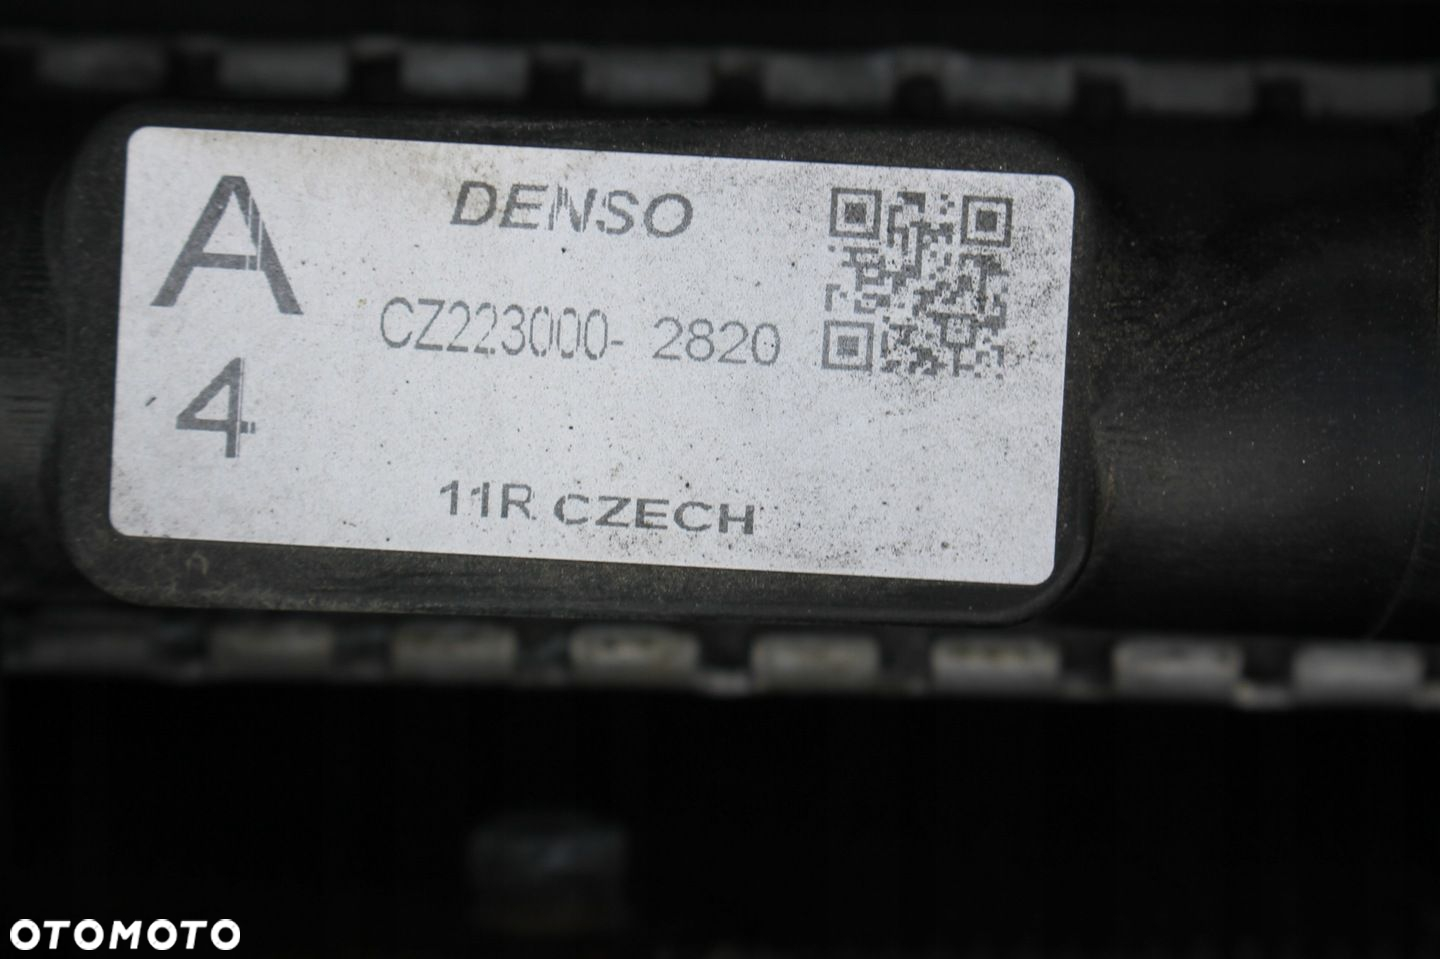 A
DENSO
CZ223000- 2820
4
11R CZECH
OTOMOTO